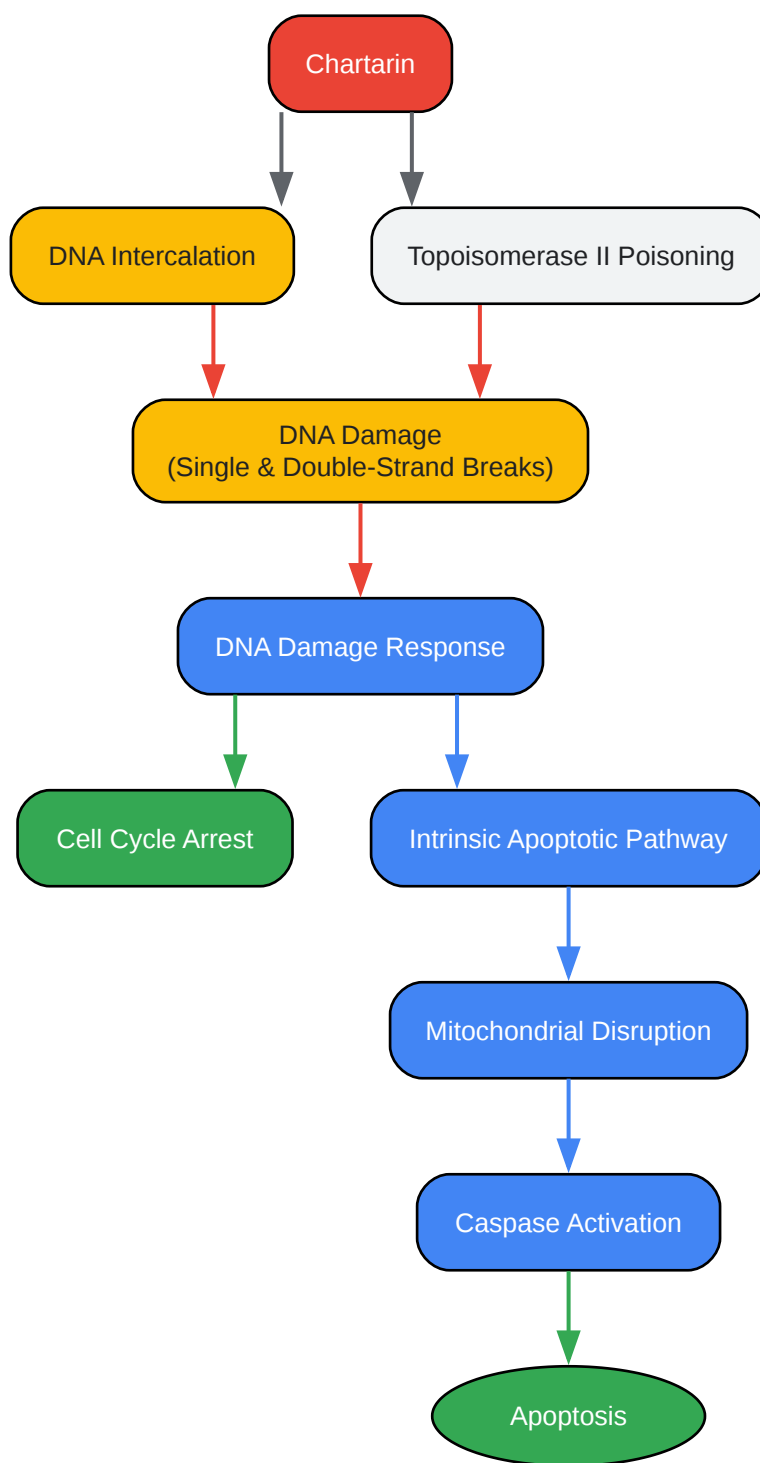 Chartarin
DNA Intercalation
Topoisomerase II Poisoning
DNA Damage
(Single & Double-Strand Breaks)
DNA Damage Response
Cell Cycle Arrest
Intrinsic Apoptotic Pathway
Mitochondrial Disruption
Caspase Activation
Apoptosis